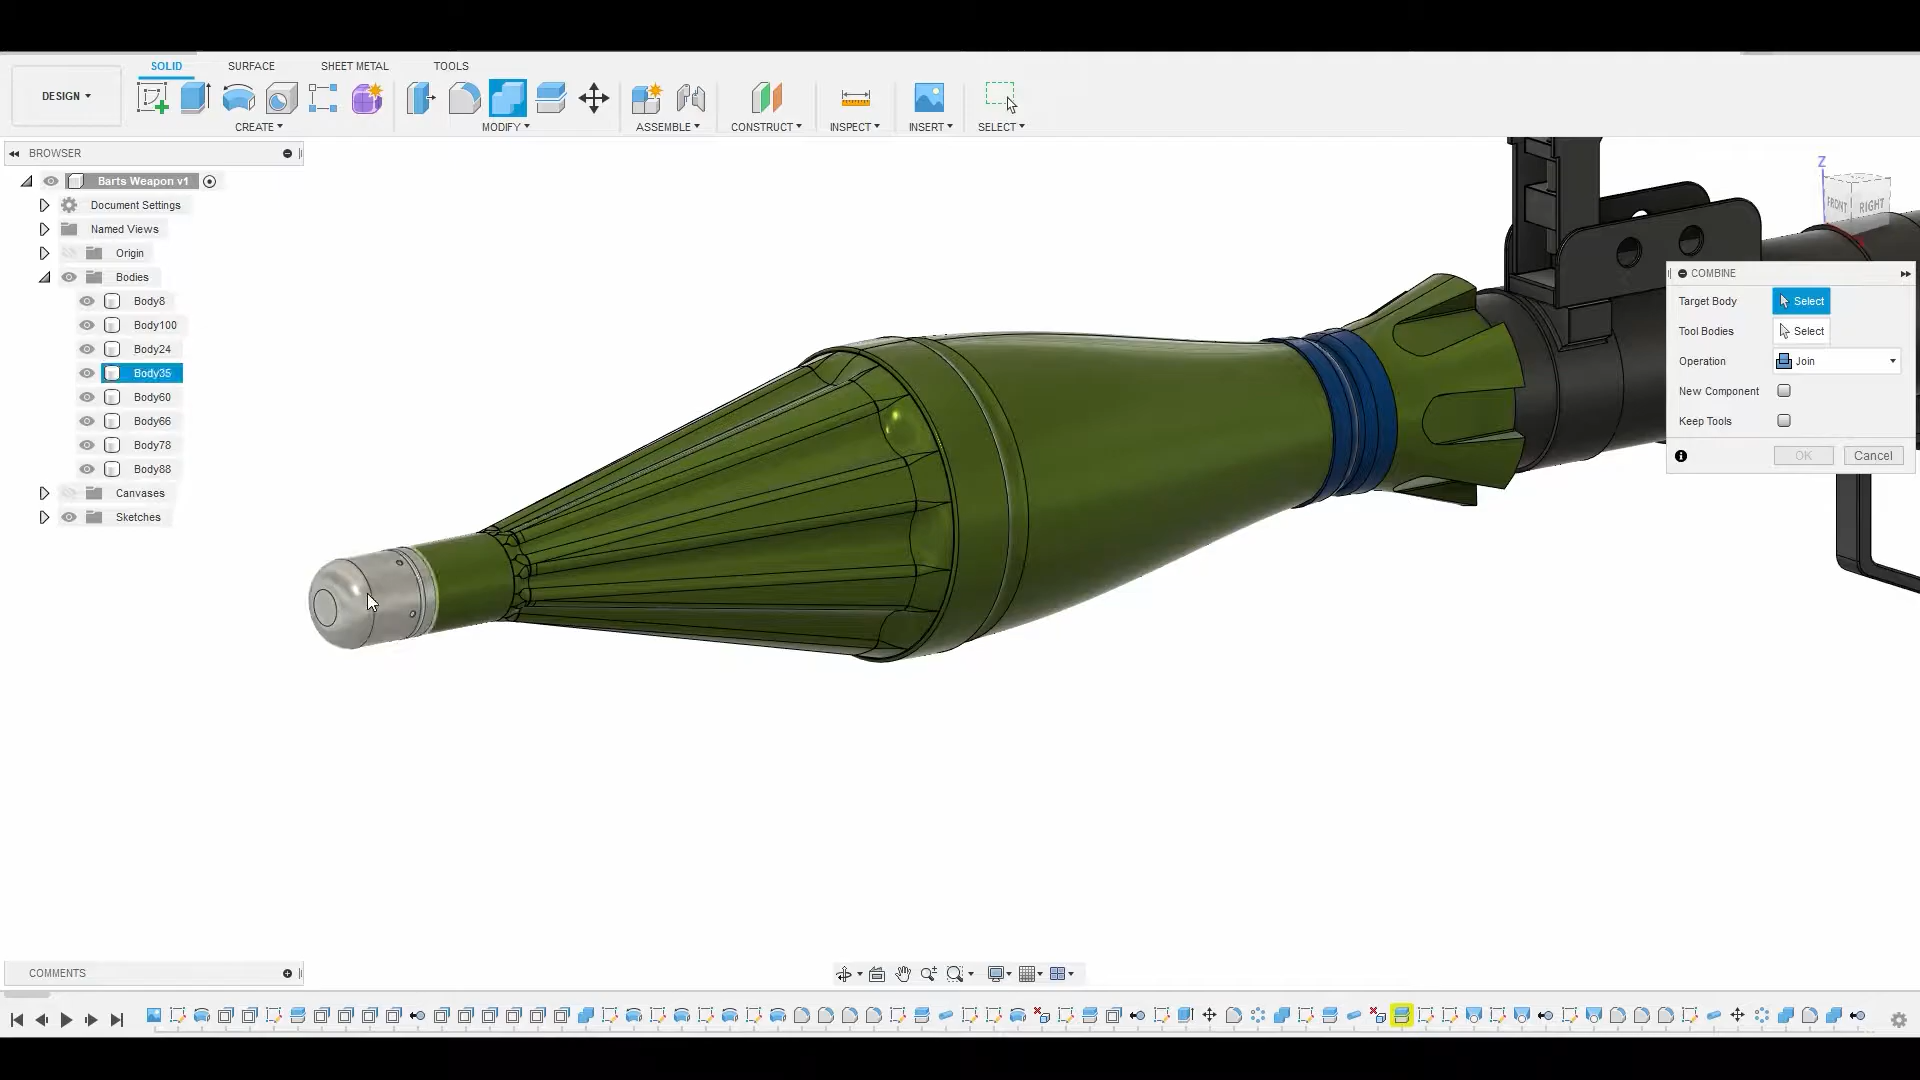 SOLID SURFACE SHEET METAL TOOLS
DESIGN
CREATE MODIFY ASSEMBLE CONSTRUCT INSPECT INSERT SELECT
BROWSER
Barts Weapon v1
Document Settings
Named Views
Origin
Bodies
Body8
Body100
Body24
Body35
Body60
Body66
Body78
Body88
Canvases
Sketches
Z
FRONT RIGHT
COMBINE
Target Body Select
Tool Bodies Select
Operation Join
New Component
Keep Tools
OK Cancel
COMMENTS